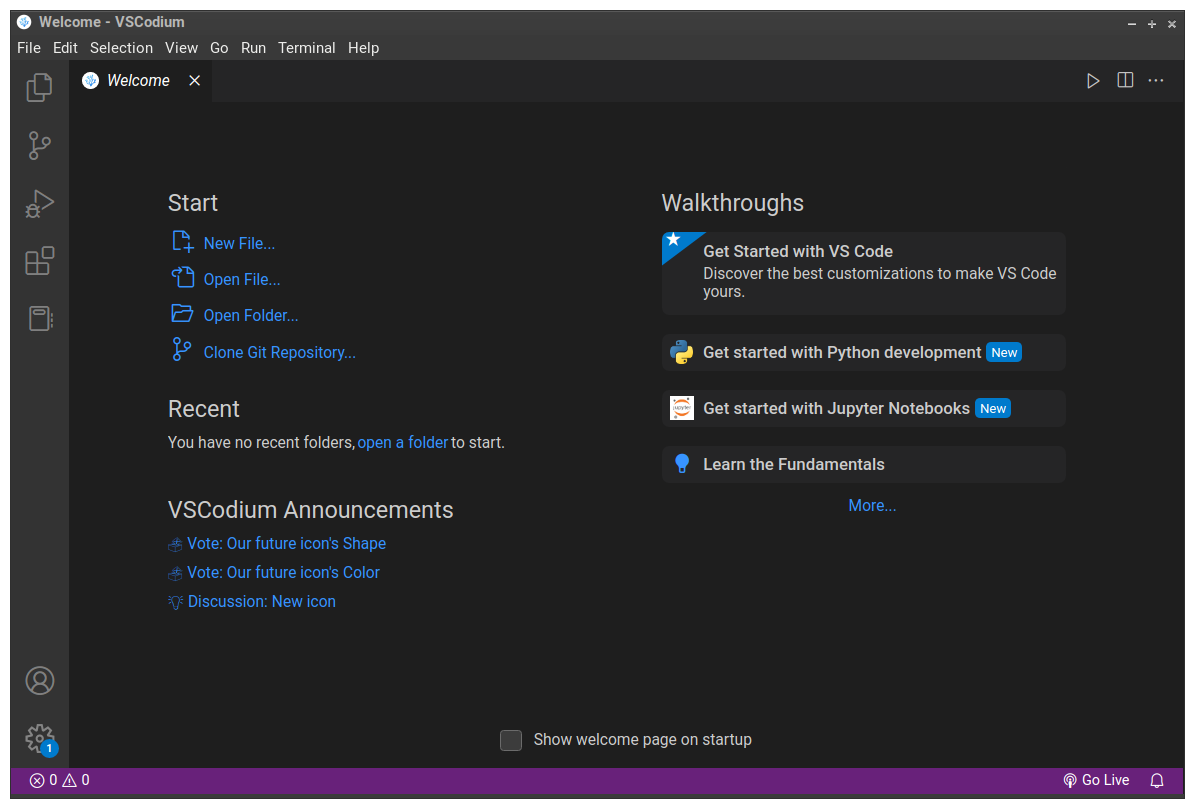 Welcome - VSCodium
File Edit Selection View Go Run Terminal Help
Welcome
Start
New File...
Open File...
Open Folder...
Clone Git Repository...
Recent
You have no recent folders, open a folder to start.
VSCodium Announcements
Vote: Our future icon's Shape
Vote: Our future icon's Color
Discussion: New icon
Walkthroughs
Get Started with VS Code
Discover the best customizations to make VS Code
yours.
Get started with Python development New
Jupyter
Get started with Jupyter Notebooks New
Learn the Fundamentals
More...
Show welcome page on startup
1
0 0
Go Live